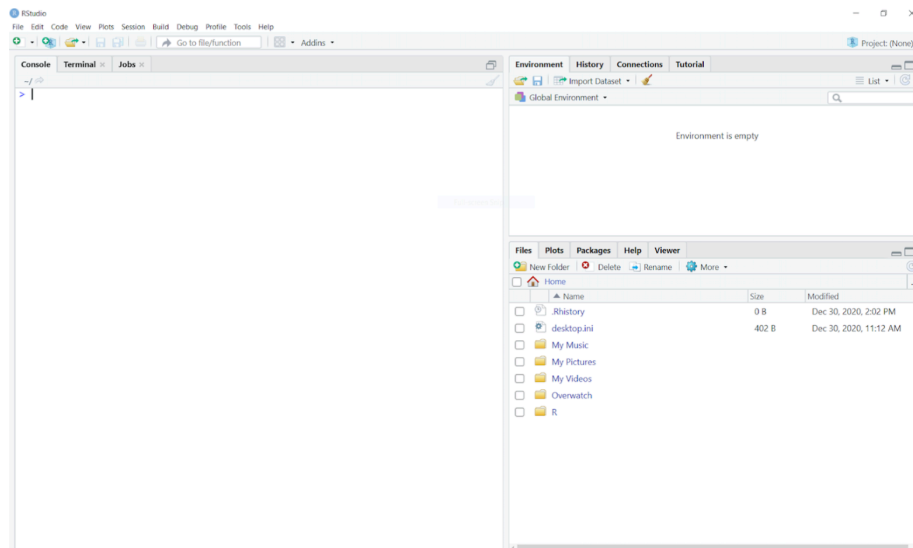 RStudio
File Edit Code View Plots Session Build Debug Profile Tools Help
Go to file/function Addins Project: (None)
Console Terminal × Jobs ×
~/
>
Environment History Connections Tutorial
Import Dataset List
Global Environment
Environment is empty
Files Plots Packages Help Viewer
New Folder Delete Rename More
Home
Name Size Modified
.Rhistory 0 B Dec 30, 2020, 2:02 PM
desktop.ini 402 B Dec 30, 2020, 11:12 AM
My Music
My Pictures
My Videos
Overwatch
R